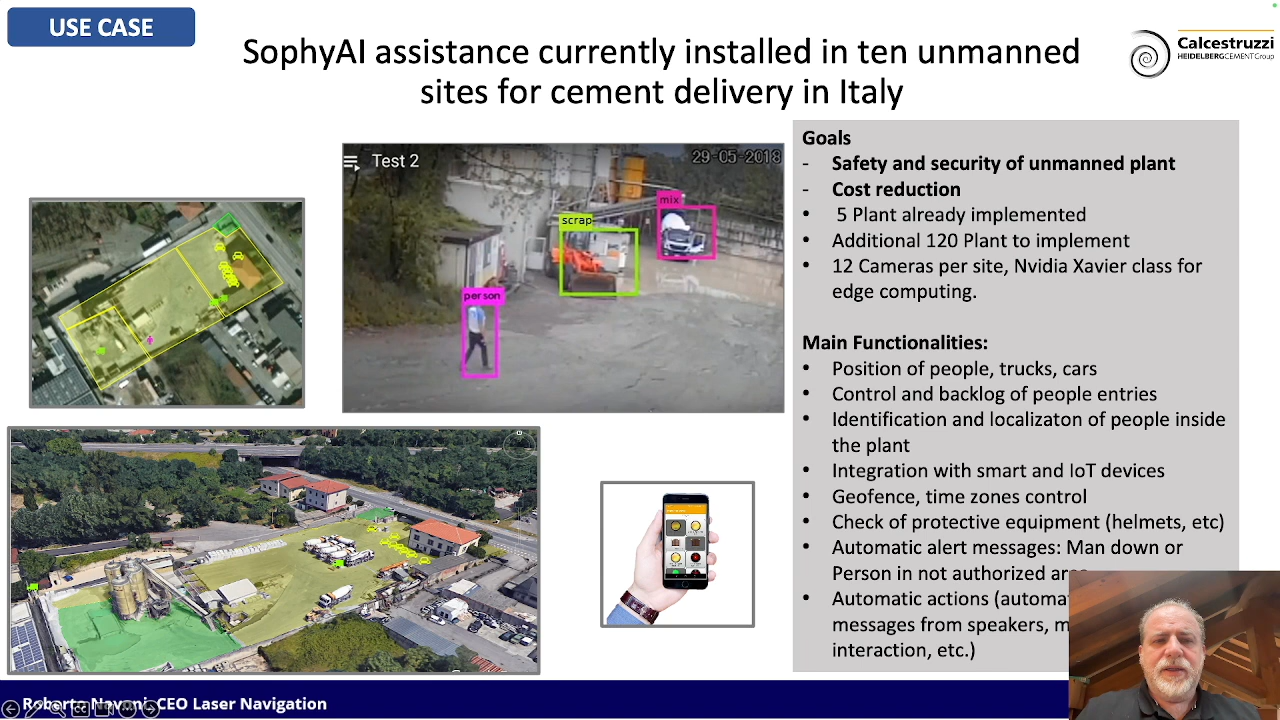 USE CASE
SophyAI assistance currently installed in ten unmanned
sites for cement delivery in Italy
Calcestruzzi
HEIDELBERGCEMENTGroup
Test 2
29-05-2018
mix
scrap
person
Goals
- Safety and security of unmanned plant
- Cost reduction
• 5 Plant already implemented
• Additional 120 Plant to implement
• 12 Cameras per site, Nvidia Xavier class for
edge computing.
Main Functionalities:
• Position of people, trucks, cars
• Control and backlog of people entries
• Identification and localizaton of people inside
the plant
• Integration with smart and IoT devices
• Geofence, time zones control
• Check of protective equipment (helmets, etc)
• Automatic alert messages: Man down or
Person in not authorized
• Automatic actions
messages from speakers,
interaction, etc.)
CEO Laser Navigation